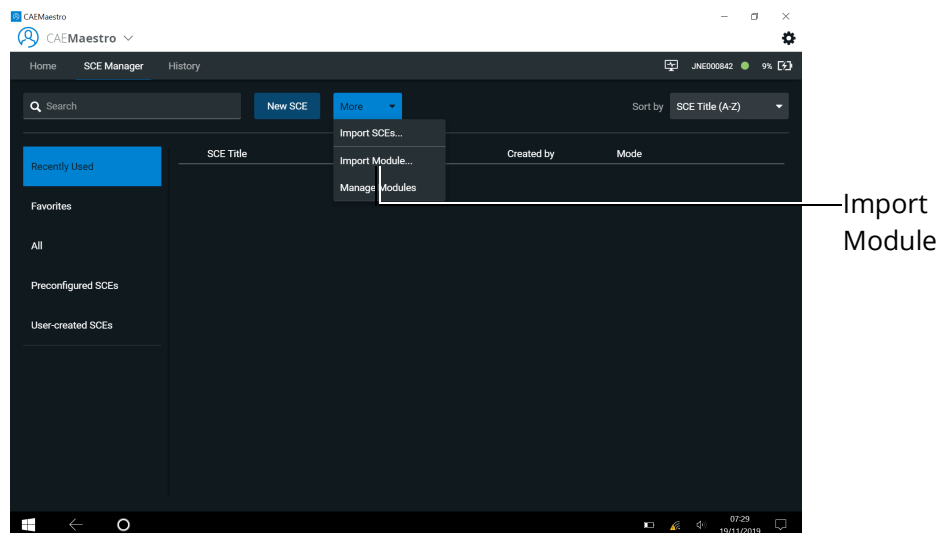 CAEMaestro
CAEMaestro
Home SCE Manager History JNE000842 9%
Search New SCE More Sort by SCE Title (A-Z)
Import SCEs...
SCE Title Created by Mode
Import Module...
Recently Used
Manage Modules
Favorites
Import
Module
All
Preconfigured SCEs
User-created SCEs
07:29
19/11/2019